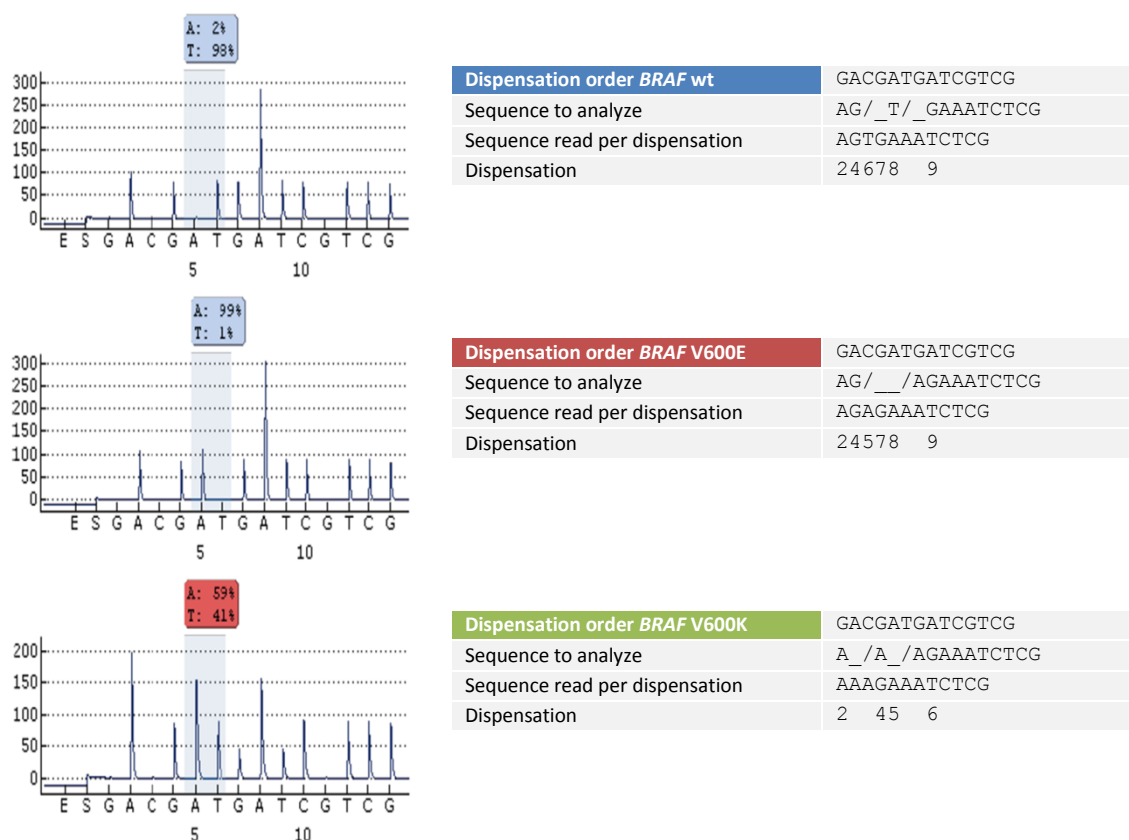 A: 2%
T: 98%
300
250
200
150
100
50
0
E S G A C G A T G A T C G T C G
5 10
Dispensation order BRAF wt GACGATGATCGTCG
Sequence to analyze AG/_T/_GAAATCTCG
Sequence read per dispensation AGTGAAATCTCG
Dispensation 24678 9
A: 99%
T: 1%
300
250
200
150
100
50
0
E S G A C G A T G A T C G T C G
5 10
Dispensation order BRAF V600E GACGATGATCGTCG
Sequence to analyze AG/__/AGAAATCTCG
Sequence read per dispensation AGAGAAATCTCG
Dispensation 24578 9
A: 59%
T: 41%
200
150
100
50
0
E S G A C G A T G A T C G T C G
5 10
Dispensation order BRAF V600K GACGATGATCGTCG
Sequence to analyze A_/A_/AGAAATCTCG
Sequence read per dispensation AAAGAAATCTCG
Dispensation 2 45 6